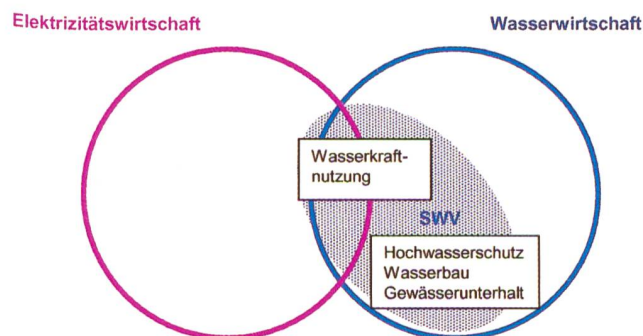 Elektrizitätswirtschaft
Wasserwirtschaft
Wasserkraft-
nutzung
SWV
Hochwasserschutz
Wasserbau
Gewässerunterhalt